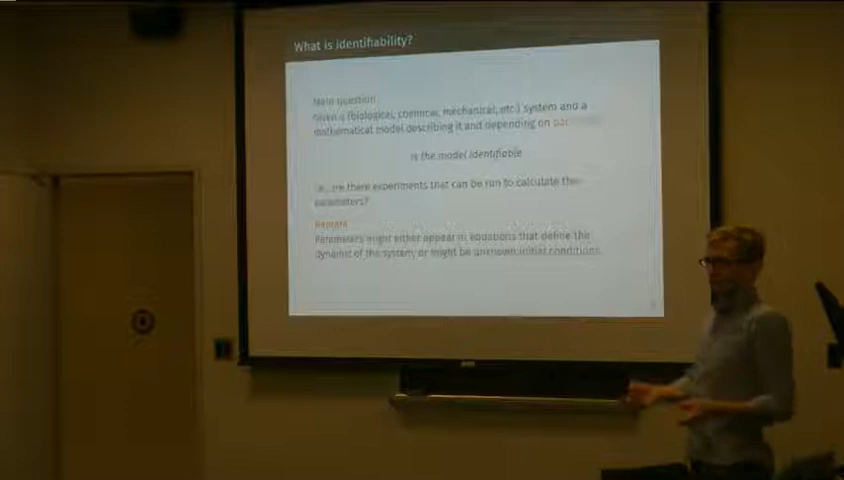 What is identifiability?
Main question
Given a (biological, chemical, mechanical, etc.) system and a
mathematical model describing it and depending on
is the model identifiable
i.e., are there experiments that can be run to calculate the
parameters?
Remark
Parameters might either appear in equations that define the
dynamic of the system or might be unknown initial conditions.